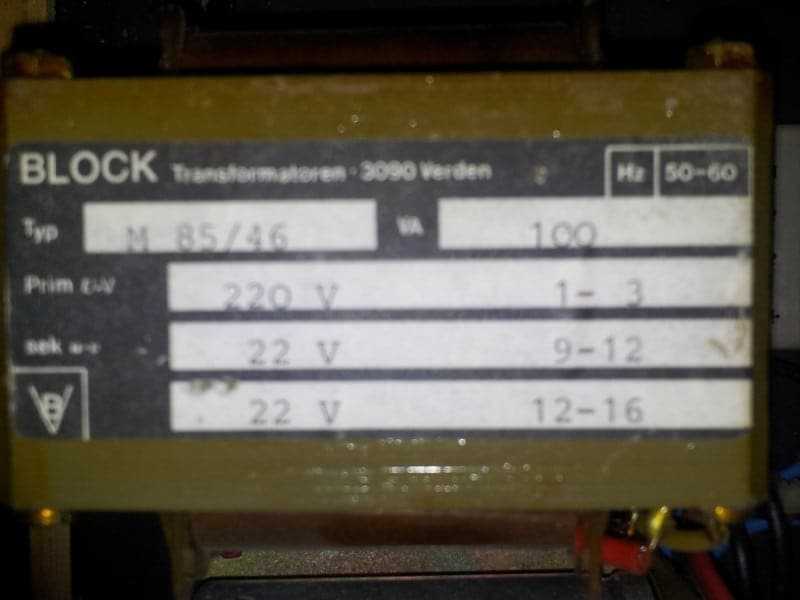 BLOCK Transformatoren · 3090 Verden Hz 50-60
Typ M 85/46 VA 100
Prim 220 V 1- 3
sek 22 V 9-12
22 V 12-16
B